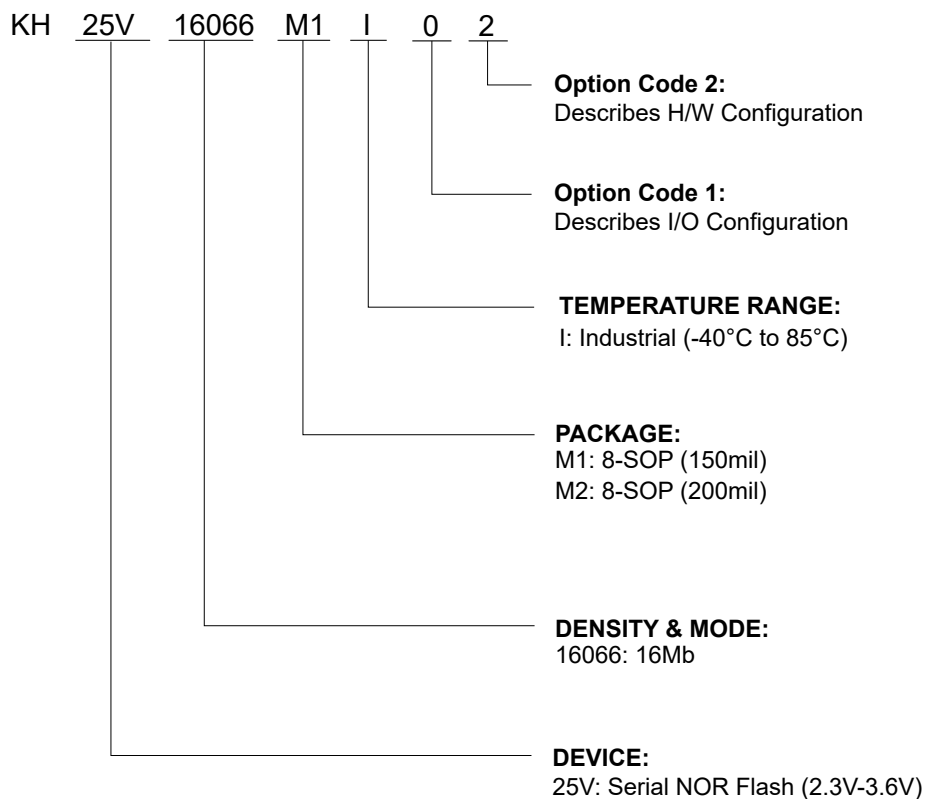 KH 25V 16066 M1 I 0 2
Option Code 2:
Describes H/W Configuration
Option Code 1:
Describes I/O Configuration
TEMPERATURE RANGE:
I: Industrial (-40°C to 85°C)
PACKAGE:
M1: 8-SOP (150mil)
M2: 8-SOP (200mil)
DENSITY & MODE:
16066: 16Mb
DEVICE:
25V: Serial NOR Flash (2.3V-3.6V)